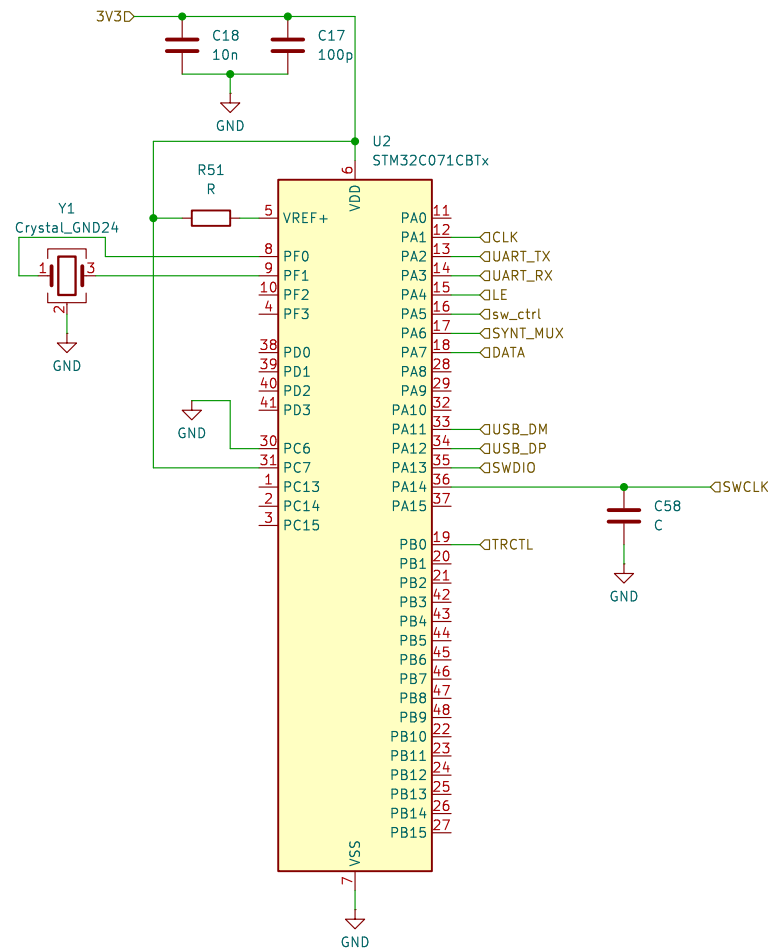 3V3
C18
10n
C17
100p
GND
U2
STM32C071CBTx
6
VDD
R51
R
Y1
Crystal_GND24
1
3
2
GND
5 VREF+
8 PF0
9 PF1
10 PF2
4 PF3
38 PD0
39 PD1
40 PD2
41 PD3
GND
30 PC6
31 PC7
1 PC13
2 PC14
3 PC15
PA0 11
PA1 12 CLK
PA2 13 UART_TX
PA3 14 UART_RX
PA4 15 LE
PA5 16 sw_ctrl
PA6 17 SYNT_MUX
PA7 18 DATA
PA8 28
PA9 29
PA10 32
PA11 33 USB_DM
PA12 34 USB_DP
PA13 35 SWDIO
PA14 36 SWCLK
PA15 37
C58
C
GND
PB0 19 TRCTL
PB1 20
PB2 21
PB3 42
PB4 43
PB5 44
PB6 45
PB7 46
PB8 47
PB9 48
PB10 22
PB11 23
PB12 24
PB13 25
PB14 26
PB15 27
VSS
7
GND